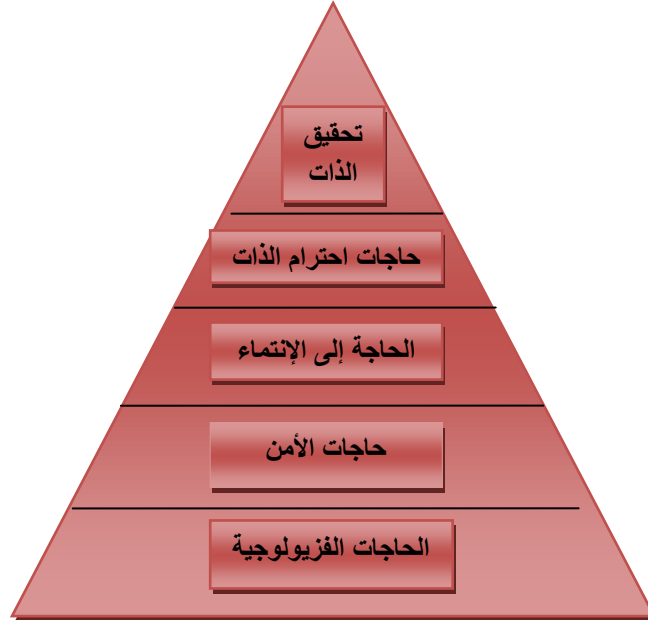 تحقيق
الذات
حاجات احترام الذات
الحاجة إلى الإنتماء
حاجات الأمن
الحاجات الفزيولوجية